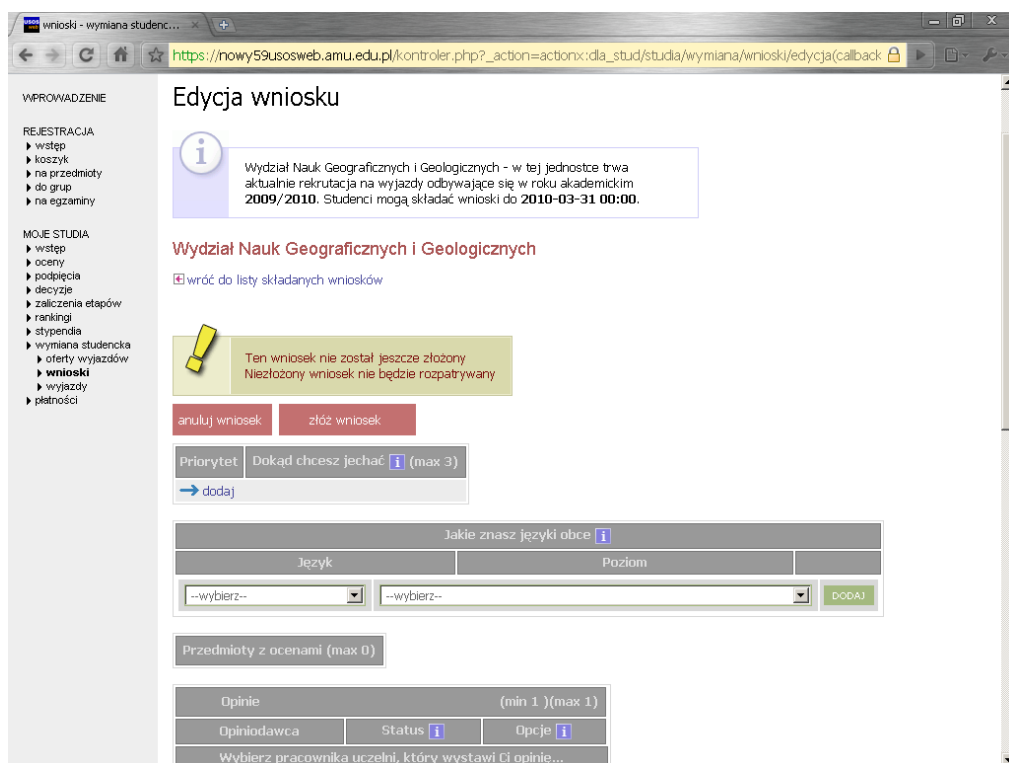 USOS web wnioski - wymiana studenc...
https://nowy59usosweb.amu.edu.pl/kontroler.php?_action=actionx:dla_stud/studia/wymiana/wnioski/edycja(callback
WPROWADZENIE
REJESTRACJA
wstęp
koszyk
na przedmioty
do grup
na egzaminy
MOJE STUDIA
wstęp
oceny
podpięcia
decyzje
zaliczenia etapów
rankingi
stypendia
wymiana studencka
oferty wyjazdów
wnioski
wyjazdy
płatności
Edycja wniosku
i
Wydział Nauk Geograficznych i Geologicznych - w tej jednostce trwa
aktualnie rekrutacja na wyjazdy odbywające się w roku akademickim
2009/2010. Studenci mogą składać wnioski do 2010-03-31 00:00.
Wydział Nauk Geograficznych i Geologicznych
wróć do listy składanych wniosków
Ten wniosek nie został jeszcze złożony
Niezłożony wniosek nie będzie rozpatrywany
anuluj wniosek złóż wniosek
Priorytet Dokąd chcesz jechać i (max 3)
dodaj
Jakie znasz języki obce i
Język Poziom
--wybierz-- --wybierz-- DODAJ
Przedmioty z ocenami (max 0)
Opinie (min 1 )(max 1)
Opiniodawca Status i Opcje i
Wybierz pracownika uczelni, który wystawi Ci opinię...